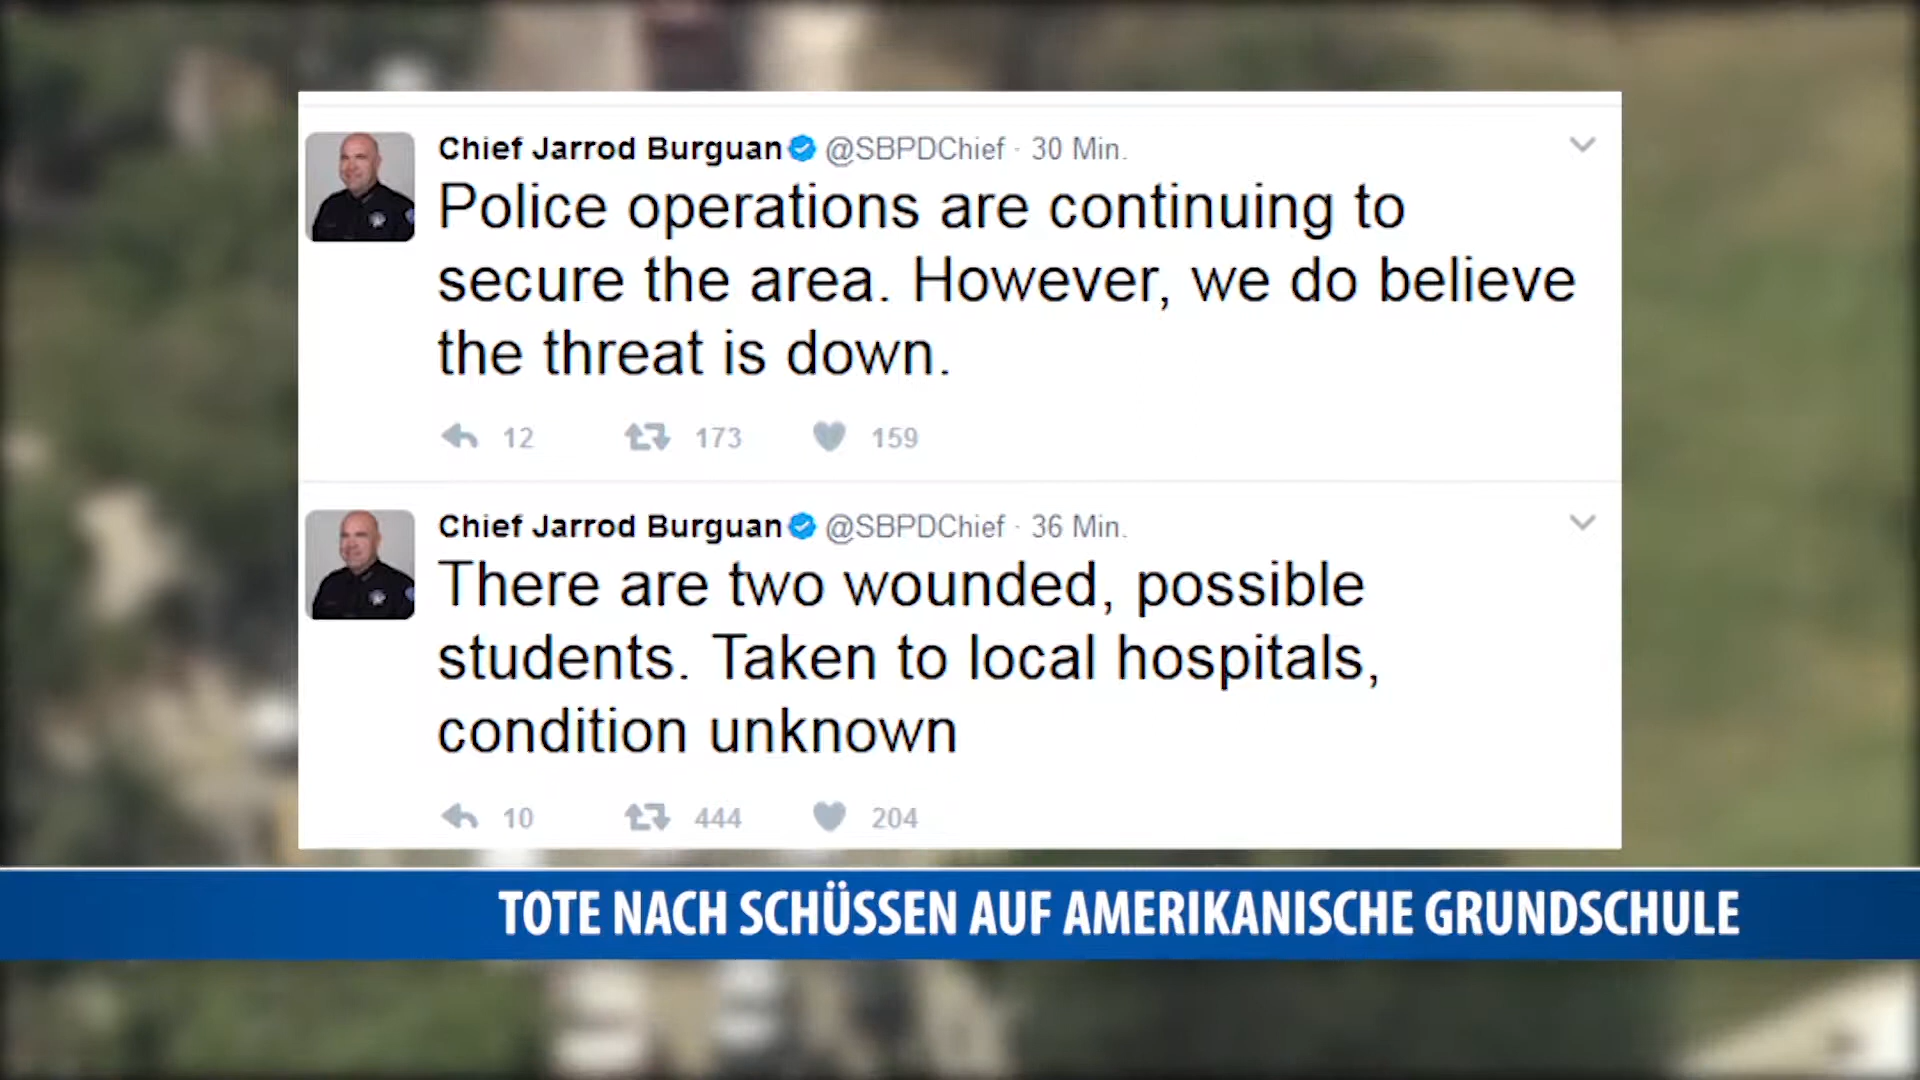 Chief Jarrod Burguan @SBPDChief · 30 Min.
Police operations are continuing to
secure the area. However, we do believe
the threat is down.
12 173 159
Chief Jarrod Burguan @SBPDChief · 36 Min.
There are two wounded, possible
students. Taken to local hospitals,
condition unknown
10 444 204
TOTE NACH SCHÜSSEN AUF AMERIKANISCHE GRUNDSCHULE